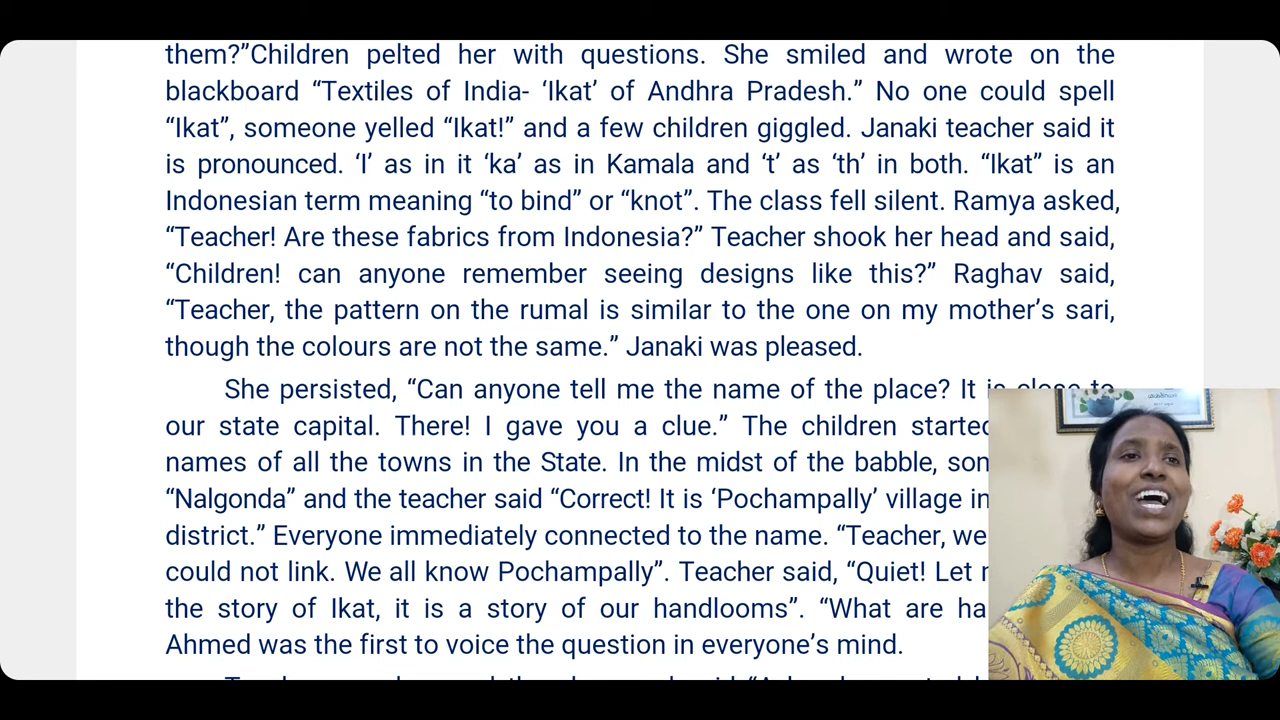 them?”Children pelted her with questions. She smiled and wrote on the
blackboard “Textiles of India- ‘Ikat’ of Andhra Pradesh.” No one could spell
“Ikat”, someone yelled “Ikat!” and a few children giggled. Janaki teacher said it
is pronounced. ‘I’ as in it ‘ka’ as in Kamala and ‘t’ as ‘th’ in both. “Ikat” is an
Indonesian term meaning “to bind” or “knot”. The class fell silent. Ramya asked,
“Teacher! Are these fabrics from Indonesia?” Teacher shook her head and said,
“Children! can anyone remember seeing designs like this?” Raghav said,
“Teacher, the pattern on the rumal is similar to the one on my mother’s sari,
though the colours are not the same.” Janaki was pleased.
She persisted, “Can anyone tell me the name of the place? It is close to
our state capital. There! I gave you a clue.” The children started
names of all the towns in the State. In the midst of the babble,
“Nalgonda” and the teacher said “Correct! It is ‘Pochampally’ village in
district.” Everyone immediately connected to the name. “Teacher, we
could not link. We all know Pochampally”. Teacher said, “Quiet! Let
the story of Ikat, it is a story of our handlooms”. “What are
Ahmed was the first to voice the question in everyone’s mind.